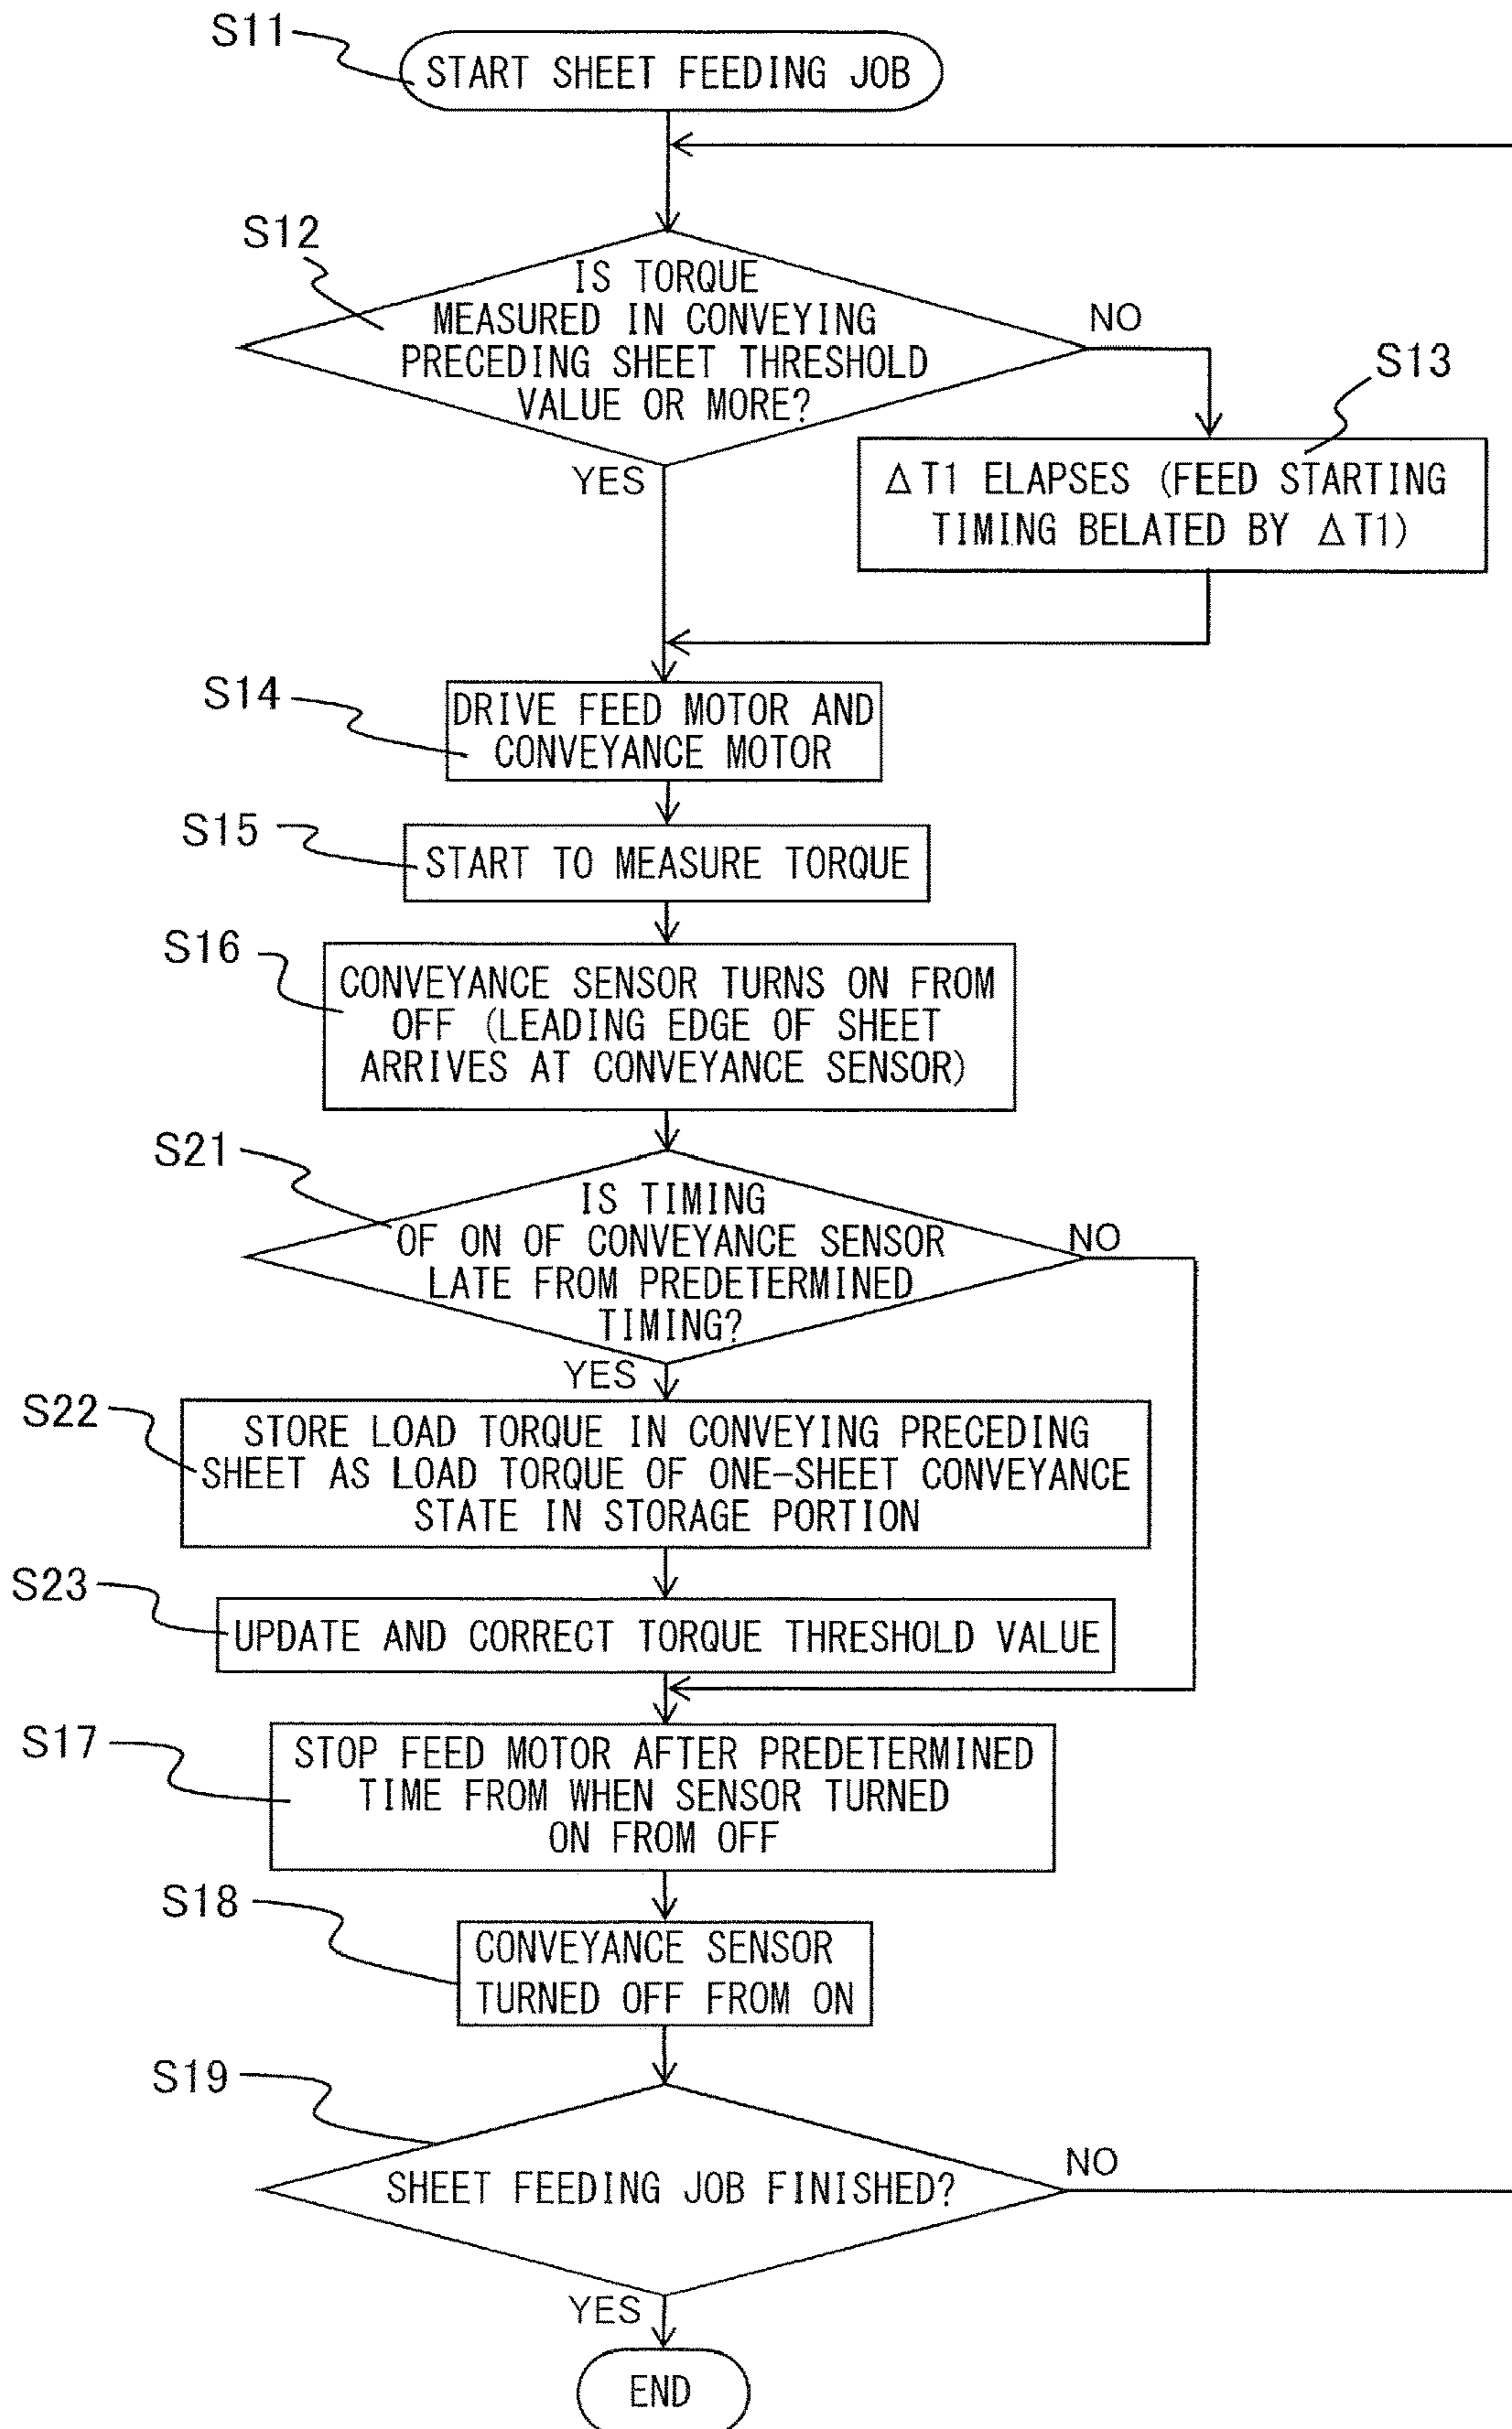 S11
START SHEET FEEDING JOB
S12
IS TORQUE
MEASURED IN CONVEYING
PRECEDING SHEET THRESHOLD
VALUE OR MORE?
NO
YES
S13
△T1 ELAPSES (FEED STARTING
TIMING BELATED BY △T1)
S14
DRIVE FEED MOTOR AND
CONVEYANCE MOTOR
S15
START TO MEASURE TORQUE
S16
CONVEYANCE SENSOR TURNS ON FROM
OFF (LEADING EDGE OF SHEET
ARRIVES AT CONVEYANCE SENSOR)
S21
IS TIMING
OF ON OF CONVEYANCE SENSOR
LATE FROM PREDETERMINED
TIMING?
NO
YES
S22
STORE LOAD TORQUE IN CONVEYING PRECEDING
SHEET AS LOAD TORQUE OF ONE-SHEET CONVEYANCE
STATE IN STORAGE PORTION
S23
UPDATE AND CORRECT TORQUE THRESHOLD VALUE
S17
STOP FEED MOTOR AFTER PREDETERMINED
TIME FROM WHEN SENSOR TURNED
ON FROM OFF
S18
CONVEYANCE SENSOR
TURNED OFF FROM ON
S19
SHEET FEEDING JOB FINISHED?
NO
YES
END